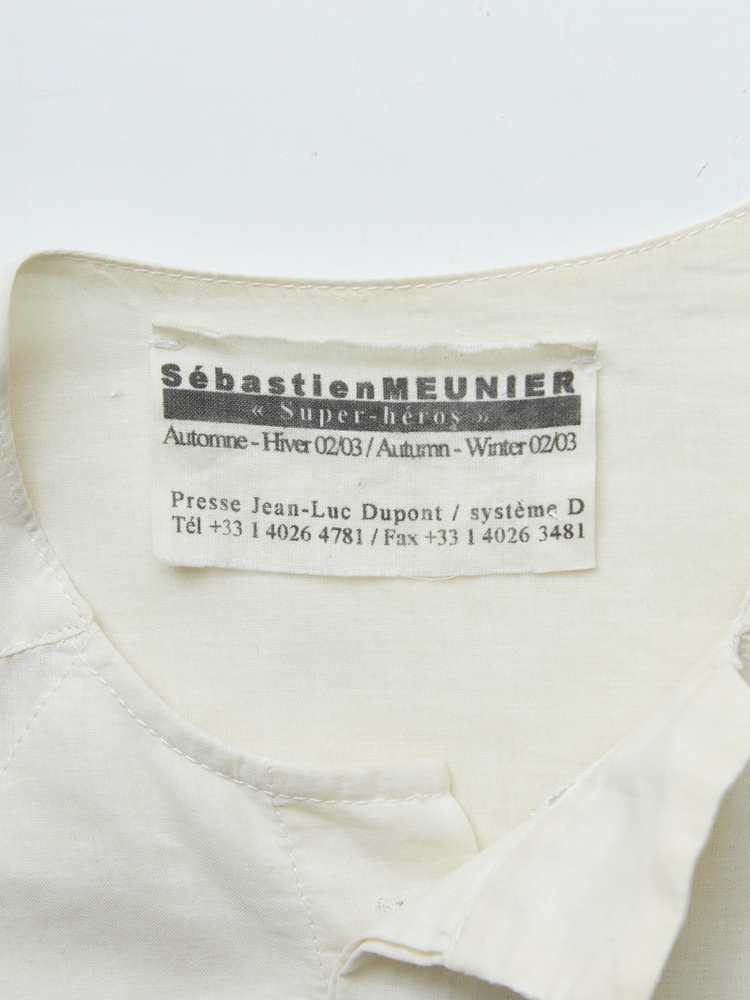 SébastienMEUNIER
« Super-héros »
Automne - Hiver 02/03 / Autumn - Winter 02/03
Presse Jean-Luc Dupont / système D
Tél +33 1 4026 4781 / Fax +33 1 4026 3481